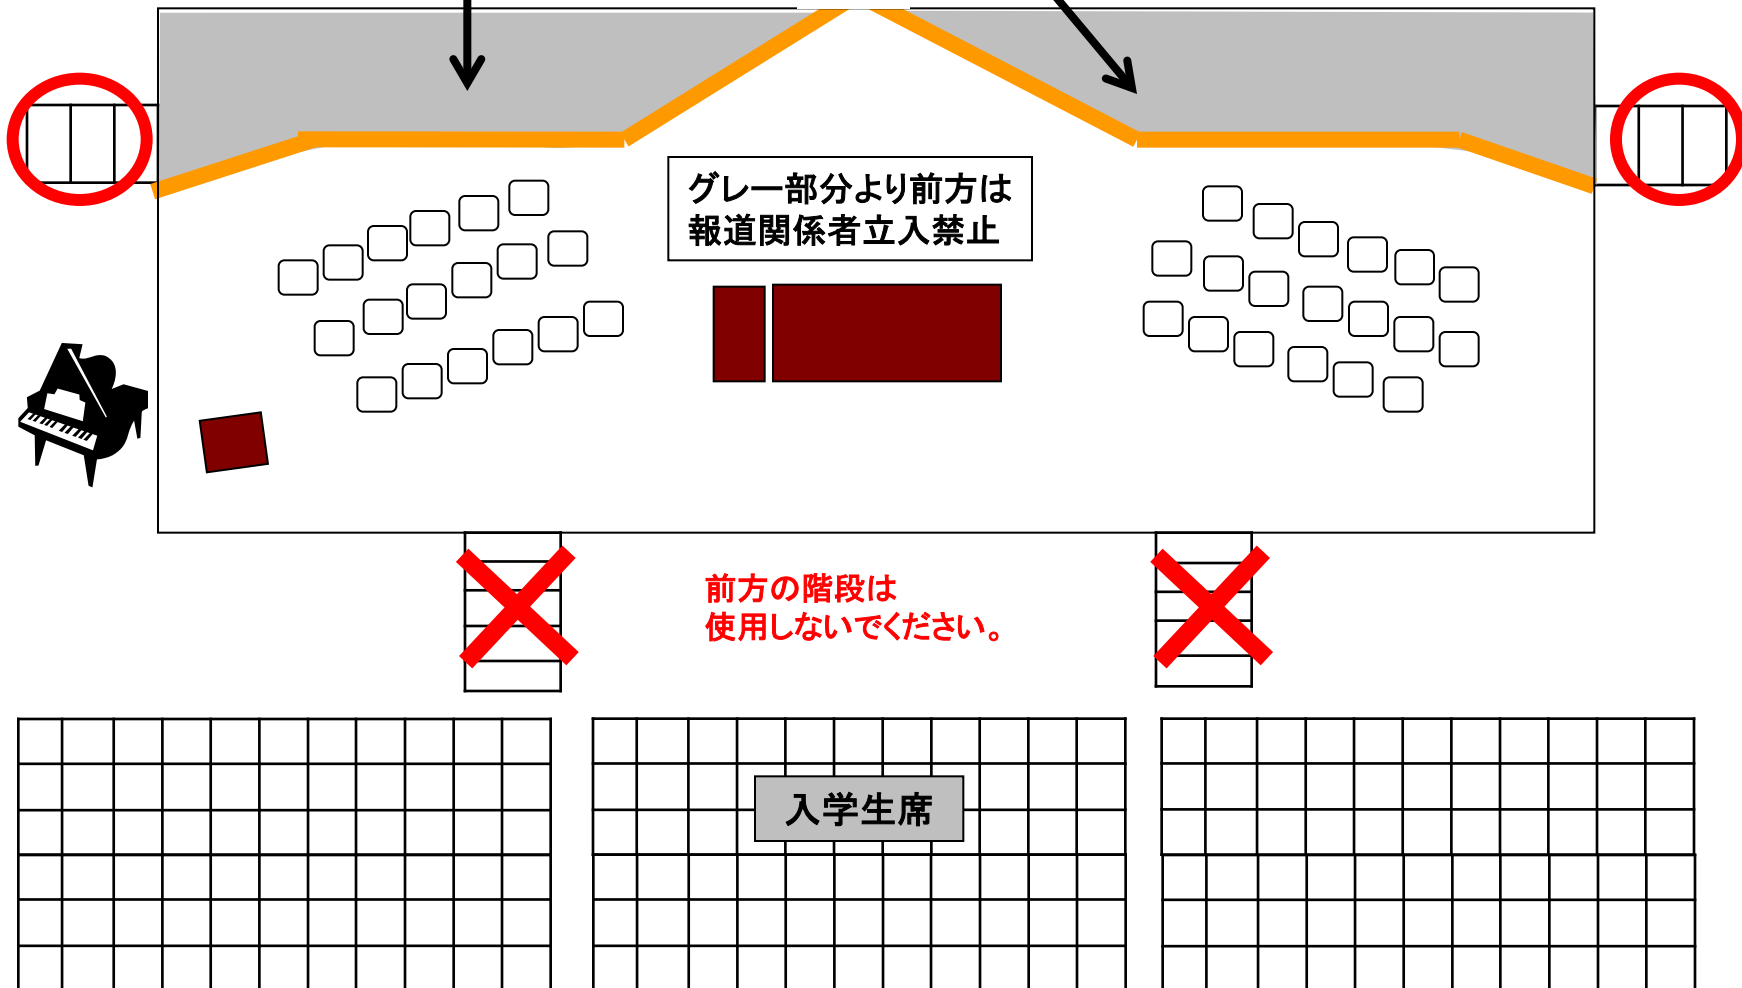 グレー部分より前方は
報道関係者立入禁止
前方の階段は
使用しないでください。
入学生席